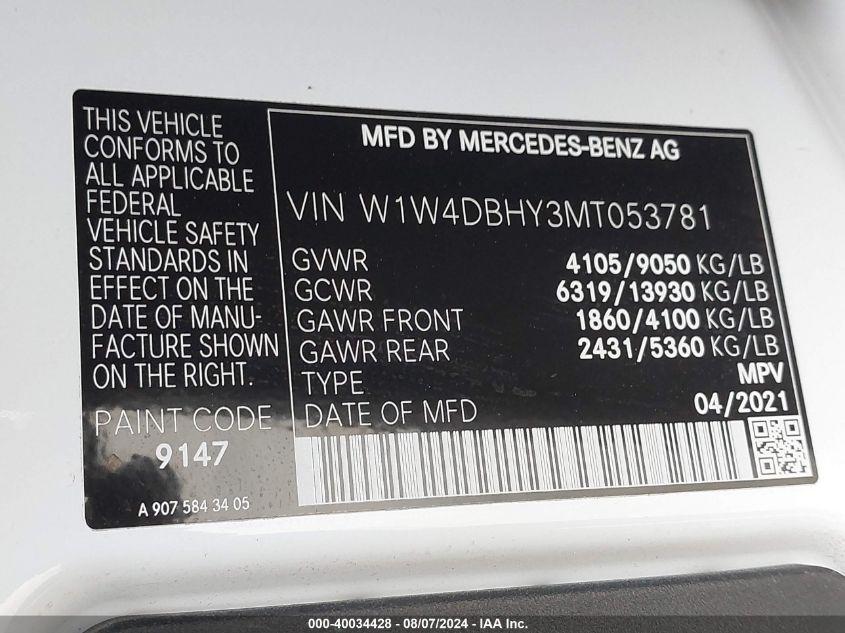 THIS VEHICLE
CONFORMS TO
ALL APPLICABLE
FEDERAL
VEHICLE SAFETY
STANDARDS IN
EFFECT ON THE
DATE OF MANU-
FACTURE SHOWN
ON THE RIGHT.
PAINT CODE
9147
A 907 584 34 05
MFD BY MERCEDES-BENZ AG
VIN W1W4DBHY3MT053781
GVWR 4105/9050 KG/LB
GCWR 6319/13930 KG/LB
GAWR FRONT 1860/4100 KG/LB
GAWR REAR 2431/5360 KG/LB
TYPE MPV
DATE OF MFD 04/2021
000-40034428 - 08/07/2024 - IAA Inc.